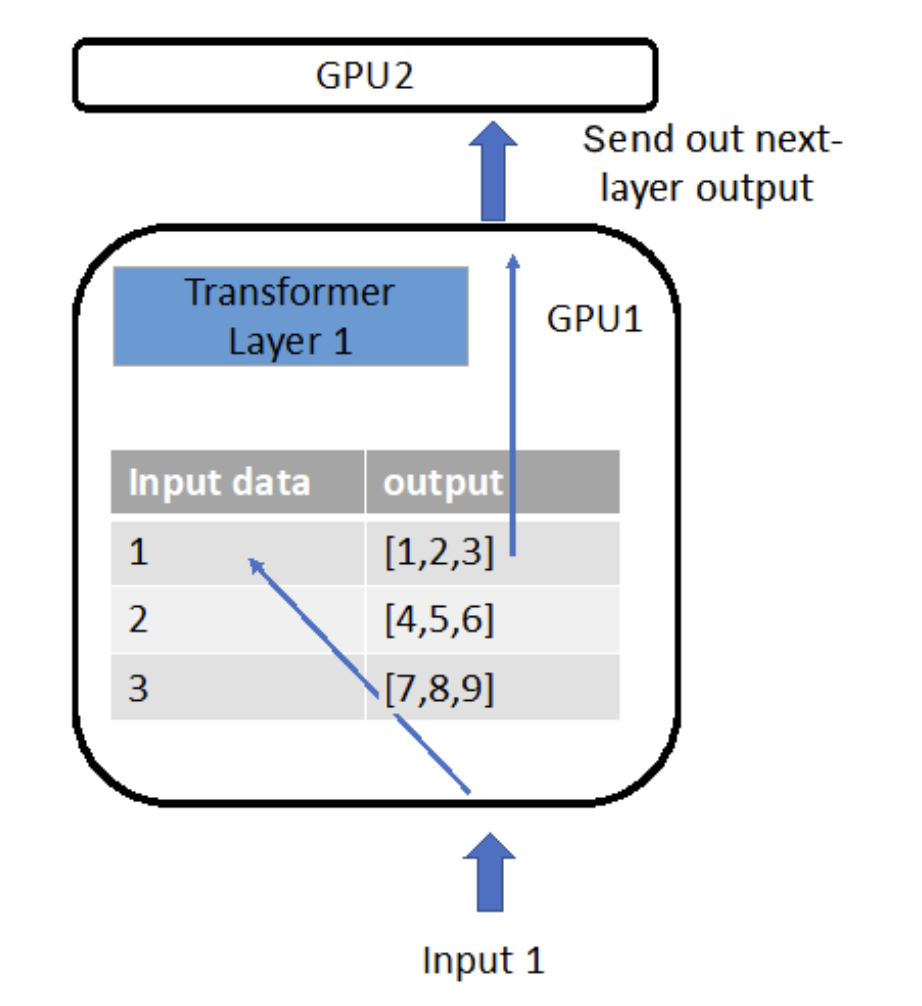 GPU2
Send out next-
layer output
Transformer
Layer 1
GPU1
Input data output
1 [1,2,3]
2 [4,5,6]
3 [7,8,9]
Input 1